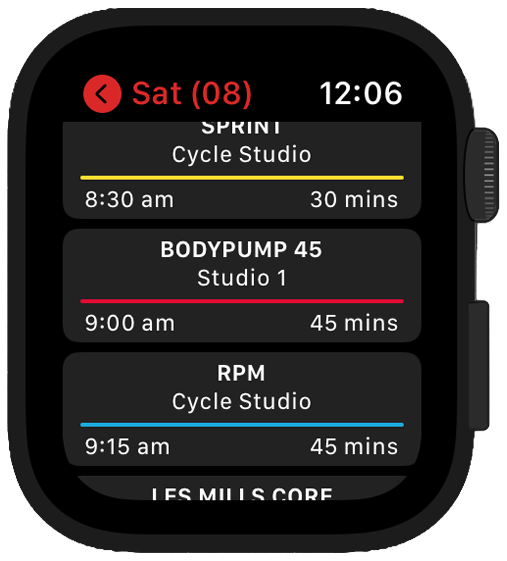 Sat (08) 12:06
SPRINT
Cycle Studio
8:30 am 30 mins
BODYPUMP 45
Studio 1
9:00 am 45 mins
RPM
Cycle Studio
9:15 am 45 mins
LES MILLS CORE